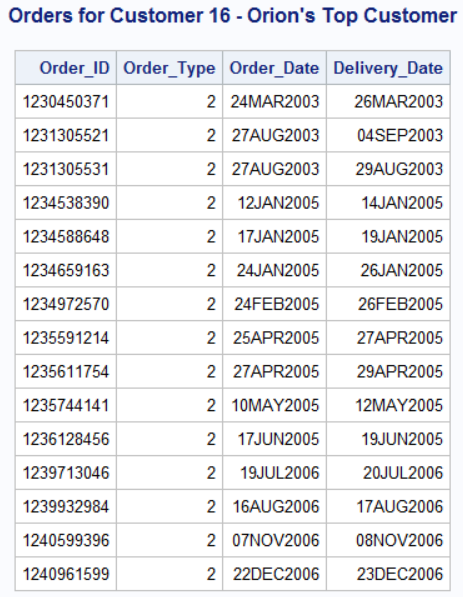 Orders for Customer 16 - Orion's Top Customer
Order_ID Order_Type Order_Date Delivery_Date
1230450371 2 24MAR2003 26MAR2003
1231305521 2 27AUG2003 04SEP2003
1231305531 2 27AUG2003 29AUG2003
1234538390 2 12JAN2005 14JAN2005
1234588648 2 17JAN2005 19JAN2005
1234659163 2 24JAN2005 26JAN2005
1234972570 2 24FEB2005 26FEB2005
1235591214 2 25APR2005 27APR2005
1235611754 2 27APR2005 29APR2005
1235744141 2 10MAY2005 12MAY2005
1236128456 2 17JUN2005 19JUN2005
1239713046 2 19JUL2006 20JUL2006
1239932984 2 16AUG2006 17AUG2006
1240599396 2 07NOV2006 08NOV2006
1240961599 2 22DEC2006 23DEC2006